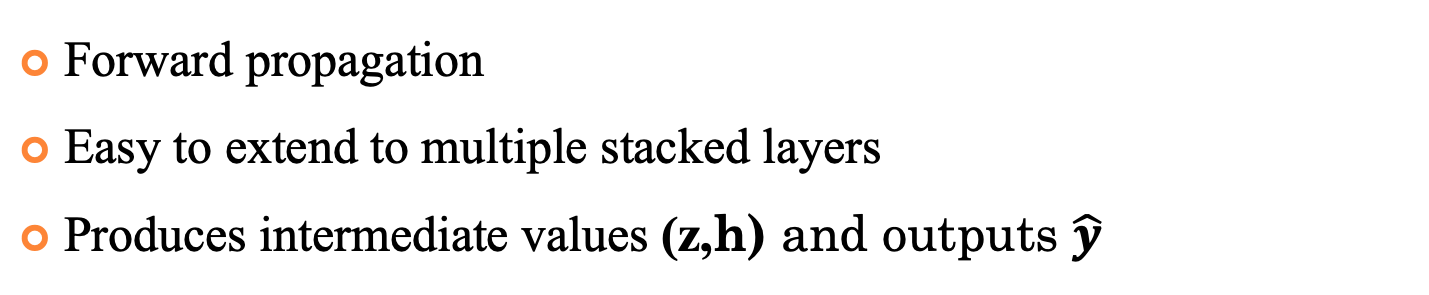 Forward propagation
Easy to extend to multiple stacked layers
Produces intermediate values (z,h) and outputs ŷ